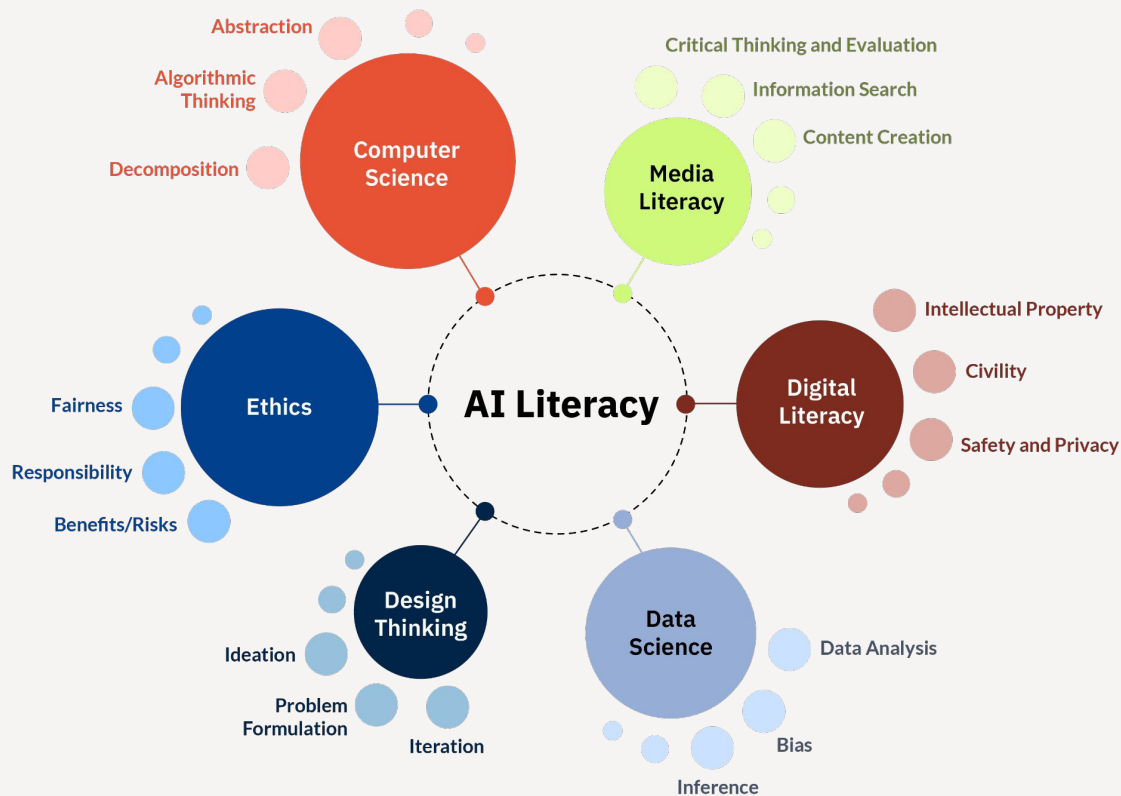 Abstraction
Algorithmic
Thinking
Decomposition
Computer
Science
Critical Thinking and Evaluation
Information Search
Content Creation
Media
Literacy
Intellectual Property
Civility
Safety and Privacy
Digital
Literacy
AI Literacy
Ethics
Fairness
Responsibility
Benefits/Risks
Design
Thinking
Ideation
Problem
Formulation
Iteration
Data
Science
Data Analysis
Bias
Inference